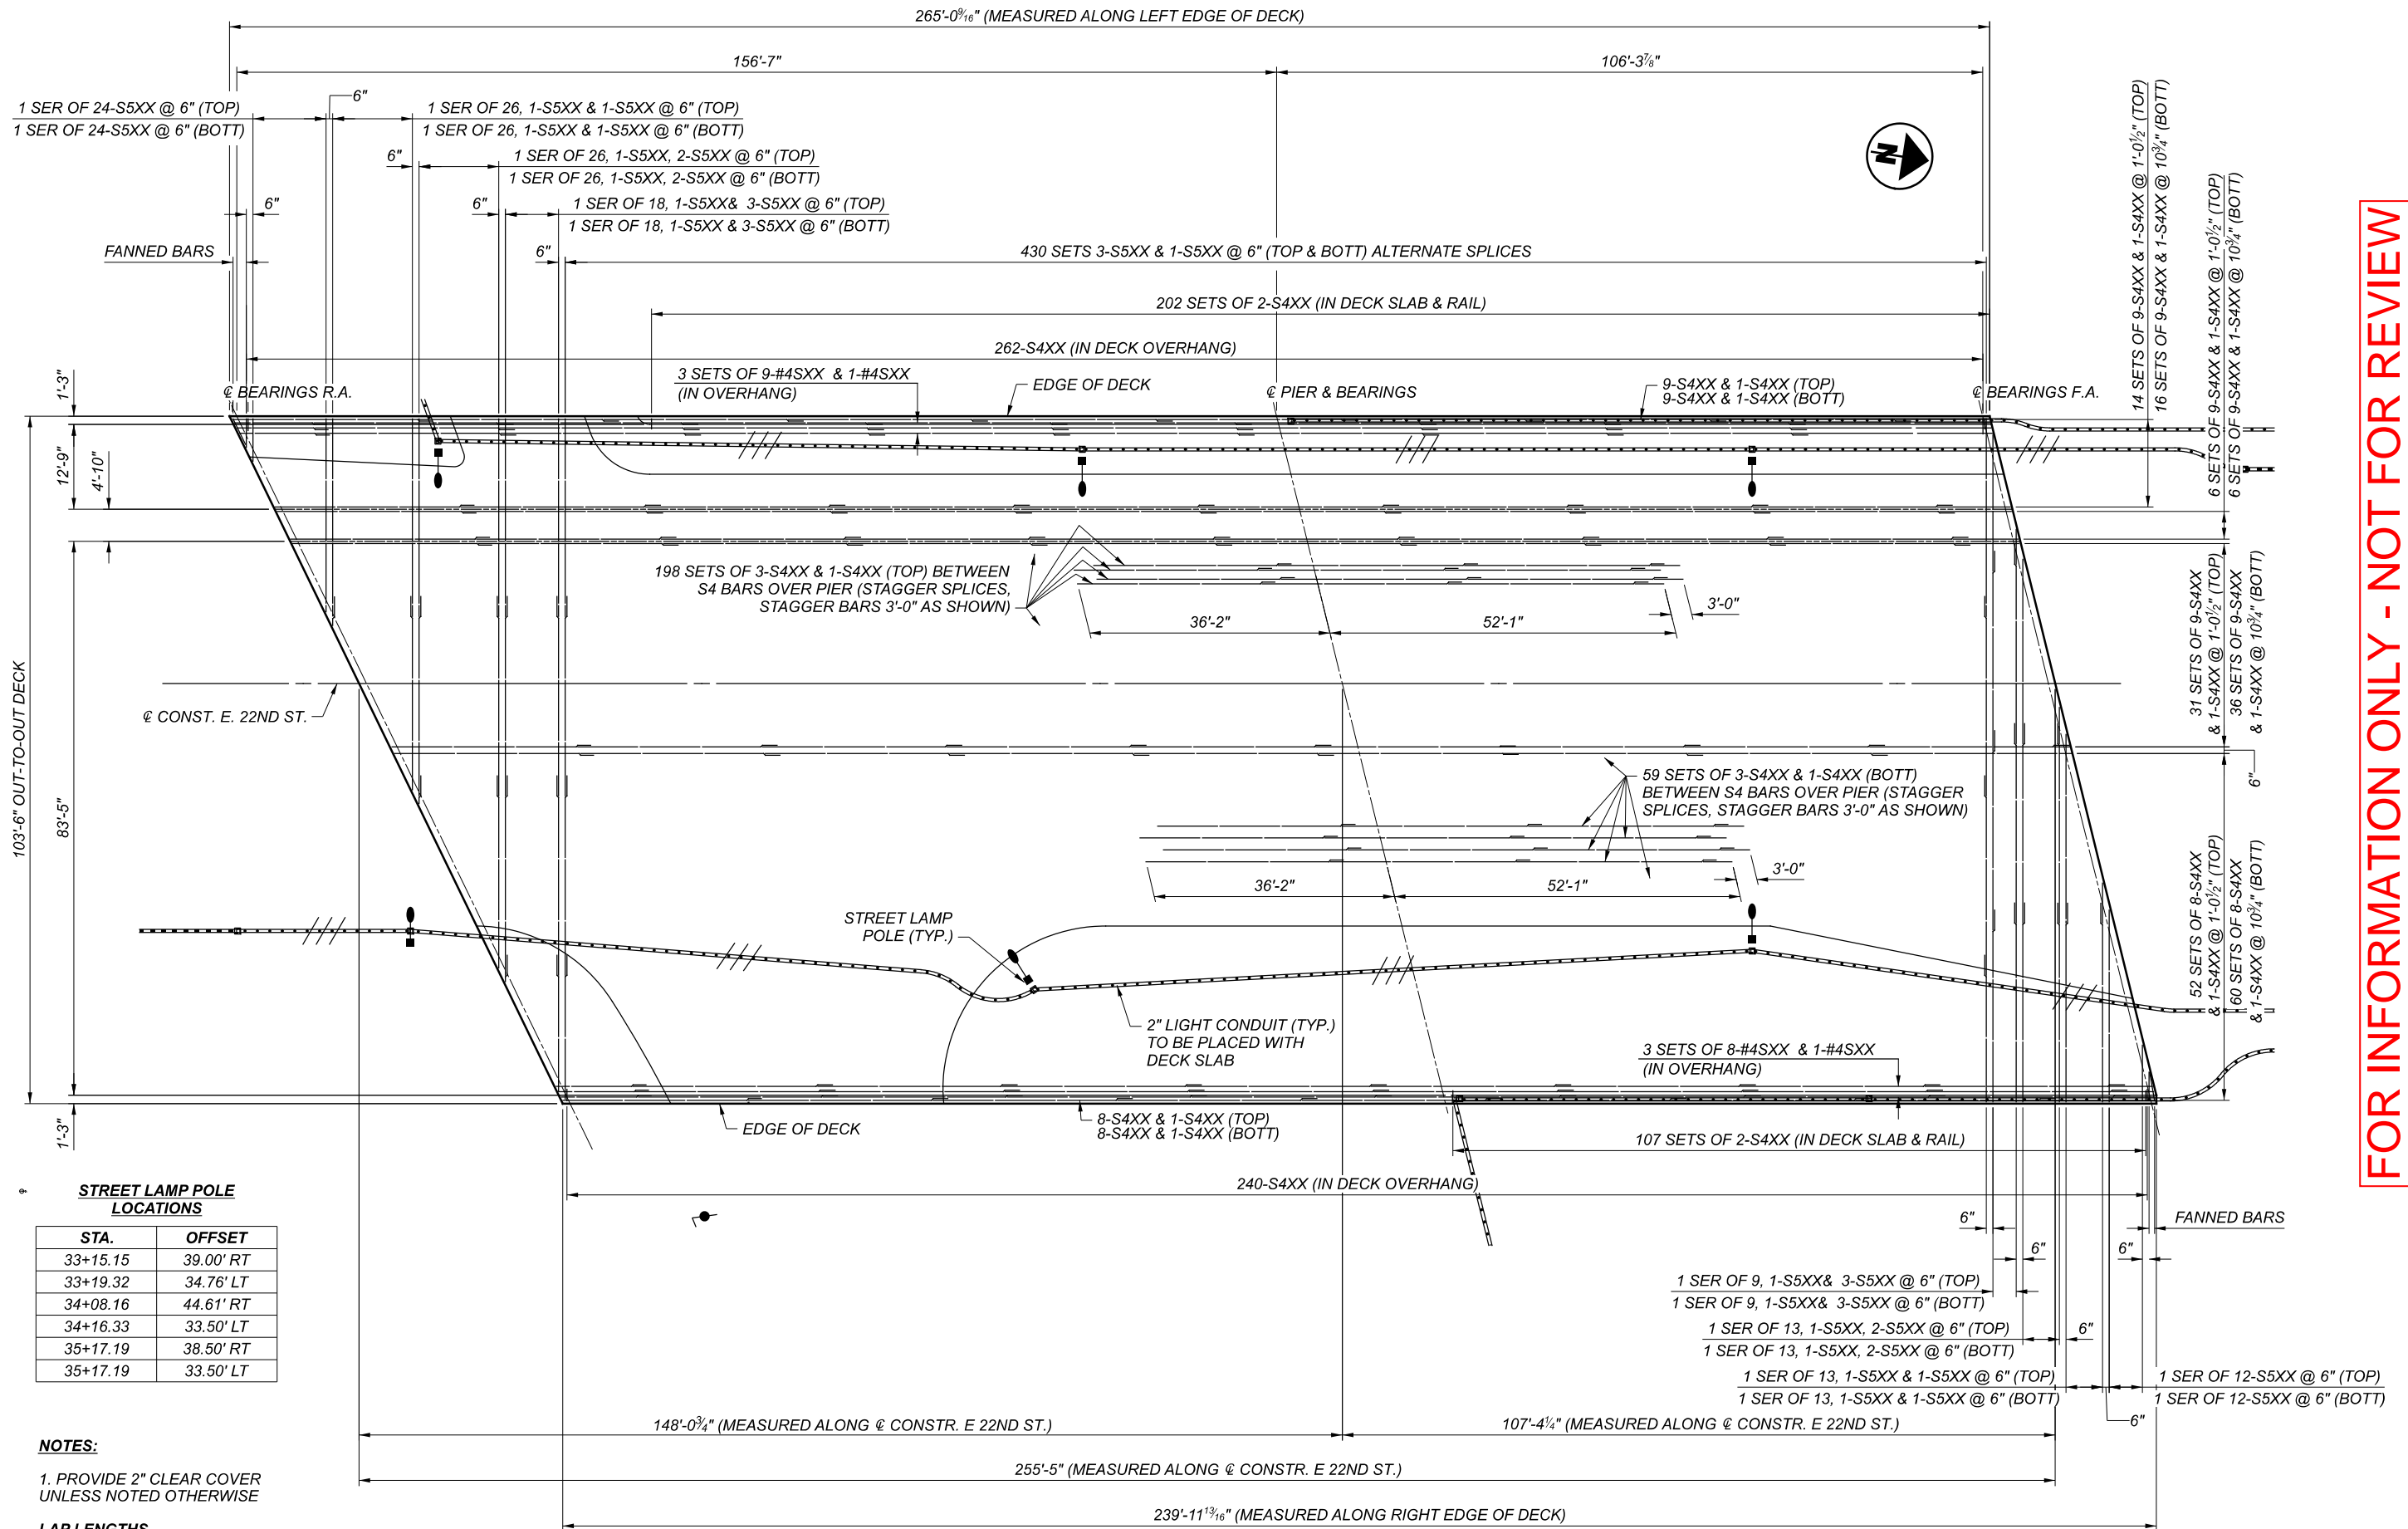 265'-0 9/16" (MEASURED ALONG LEFT EDGE OF DECK)
156'-7"
106'-3 7/8"
1 SER OF 24-S5XX @ 6" (TOP)
1 SER OF 24-S5XX @ 6" (BOTT)
6"
1 SER OF 26, 1-S5XX & 1-S5XX @ 6" (TOP)
1 SER OF 26, 1-S5XX & 1-S5XX @ 6" (BOTT)
6"
1 SER OF 26, 1-S5XX, 2-S5XX @ 6" (TOP)
1 SER OF 26, 1-S5XX, 2-S5XX @ 6" (BOTT)
6"
6"
1 SER OF 18, 1-S5XX& 3-S5XX @ 6" (TOP)
1 SER OF 18, 1-S5XX & 3-S5XX @ 6" (BOTT)
FANNED BARS
6"
430 SETS 3-S5XX & 1-S5XX @ 6" (TOP & BOTT) ALTERNATE SPLICES
202 SETS OF 2-S4XX (IN DECK SLAB & RAIL)
262-S4XX (IN DECK OVERHANG)
N
14 SETS OF 9-S4XX & 1-S4XX @ 1'-0 1/2" (TOP)
16 SETS OF 9-S4XX & 1-S4XX @ 10 3/4" (BOTT)
6 SETS OF 9-S4XX & 1-S4XX @ 1'-0 1/2" (TOP)
6 SETS OF 9-S4XX & 1-S4XX @ 10 3/4" (BOTT)
FOR INFORMATION ONLY - NOT FOR REVIEW
1'-3"
℄ BEARINGS R.A.
3 SETS OF 9-#4SXX & 1-#4SXX
(IN OVERHANG)
EDGE OF DECK
℄ PIER & BEARINGS
9-S4XX & 1-S4XX (TOP)
9-S4XX & 1-S4XX (BOTT)
℄ BEARINGS F.A.
12'-9"
4'-10"
198 SETS OF 3-S4XX & 1-S4XX (TOP) BETWEEN
S4 BARS OVER PIER (STAGGER SPLICES,
STAGGER BARS 3'-0" AS SHOWN)
3'-0"
36'-2"
52'-1"
31 SETS OF 9-S4XX
& 1-S4XX @ 1'-0 1/2" (TOP)
36 SETS OF 9-S4XX
& 1-S4XX @ 10 3/4" (BOTT)
103'-6" OUT-TO-OUT DECK
83'-5"
℄ CONST. E. 22ND ST.
6"
59 SETS OF 3-S4XX & 1-S4XX (BOTT)
BETWEEN S4 BARS OVER PIER (STAGGER
SPLICES, STAGGER BARS 3'-0" AS SHOWN)
3'-0"
36'-2"
52'-1"
52 SETS OF 8-S4XX
& 1-S4XX @ 1'-0 1/2" (TOP)
60 SETS OF 8-S4XX
& 1-S4XX @ 10 3/4" (BOTT)
STREET LAMP
POLE (TYP.)
2" LIGHT CONDUIT (TYP.)
TO BE PLACED WITH
DECK SLAB
3 SETS OF 8-#4SXX & 1-#4SXX
(IN OVERHANG)
1'-3"
EDGE OF DECK
8-S4XX & 1-S4XX (TOP)
8-S4XX & 1-S4XX (BOTT)
107 SETS OF 2-S4XX (IN DECK SLAB & RAIL)
240-S4XX (IN DECK OVERHANG)
6"
FANNED BARS
6"
6"
STREET LAMP POLE
LOCATIONS
STA. OFFSET
33+15.15 39.00' RT
33+19.32 34.76' LT
34+08.16 44.61' RT
34+16.33 33.50' LT
35+17.19 38.50' RT
35+17.19 33.50' LT
1 SER OF 9, 1-S5XX& 3-S5XX @ 6" (TOP)
1 SER OF 9, 1-S5XX& 3-S5XX @ 6" (BOTT)
1 SER OF 13, 1-S5XX, 2-S5XX @ 6" (TOP)
1 SER OF 13, 1-S5XX, 2-S5XX @ 6" (BOTT)
6"
1 SER OF 13, 1-S5XX & 1-S5XX @ 6" (TOP)
1 SER OF 13, 1-S5XX & 1-S5XX @ 6" (BOTT)
1 SER OF 12-S5XX @ 6" (TOP)
1 SER OF 12-S5XX @ 6" (BOTT)
6"
148'-0 3/4" (MEASURED ALONG ℄ CONSTR. E 22ND ST.)
107'-4 1/4" (MEASURED ALONG ℄ CONSTR. E 22ND ST.)
255'-5" (MEASURED ALONG ℄ CONSTR. E 22ND ST.)
239'-11 13/16" (MEASURED ALONG RIGHT EDGE OF DECK)
NOTES:
1. PROVIDE 2" CLEAR COVER
UNLESS NOTED OTHERWISE
LAP LENGTHS